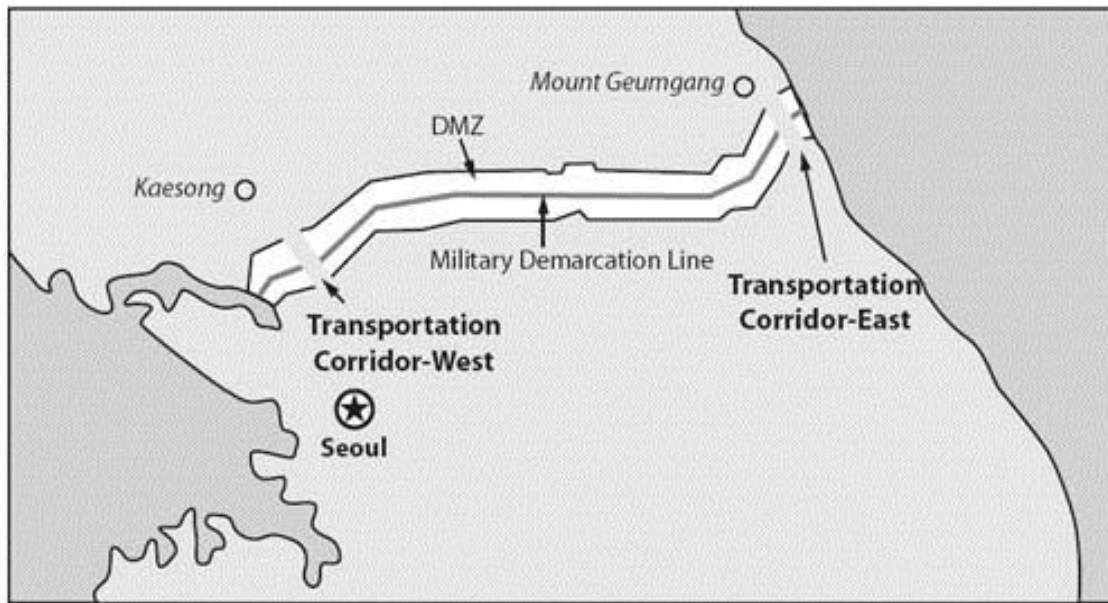 Mount Geumgang
DMZ
Kaesong
Military Demarcation Line
Transportation
Corridor-East
Transportation
Corridor-West
Seoul